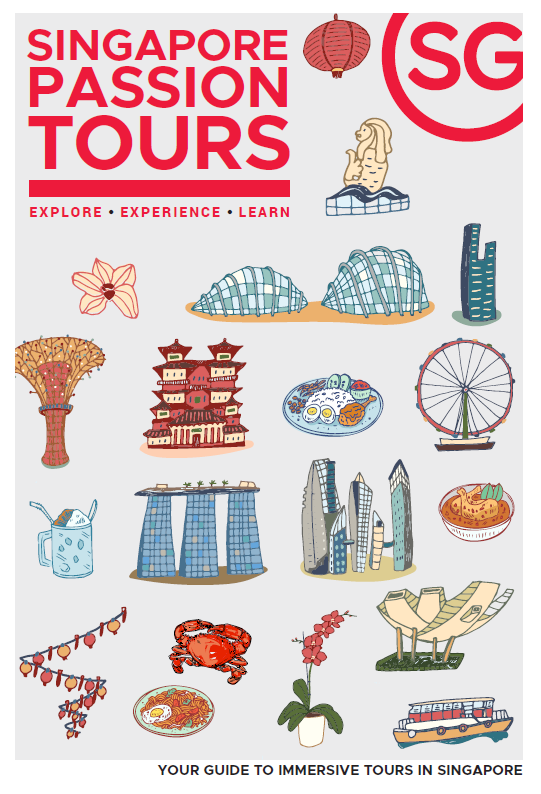 SINGAPORE
PASSION
TOURS
SG
EXPLORE • EXPERIENCE • LEARN
YOUR GUIDE TO IMMERSIVE TOURS IN SINGAPORE